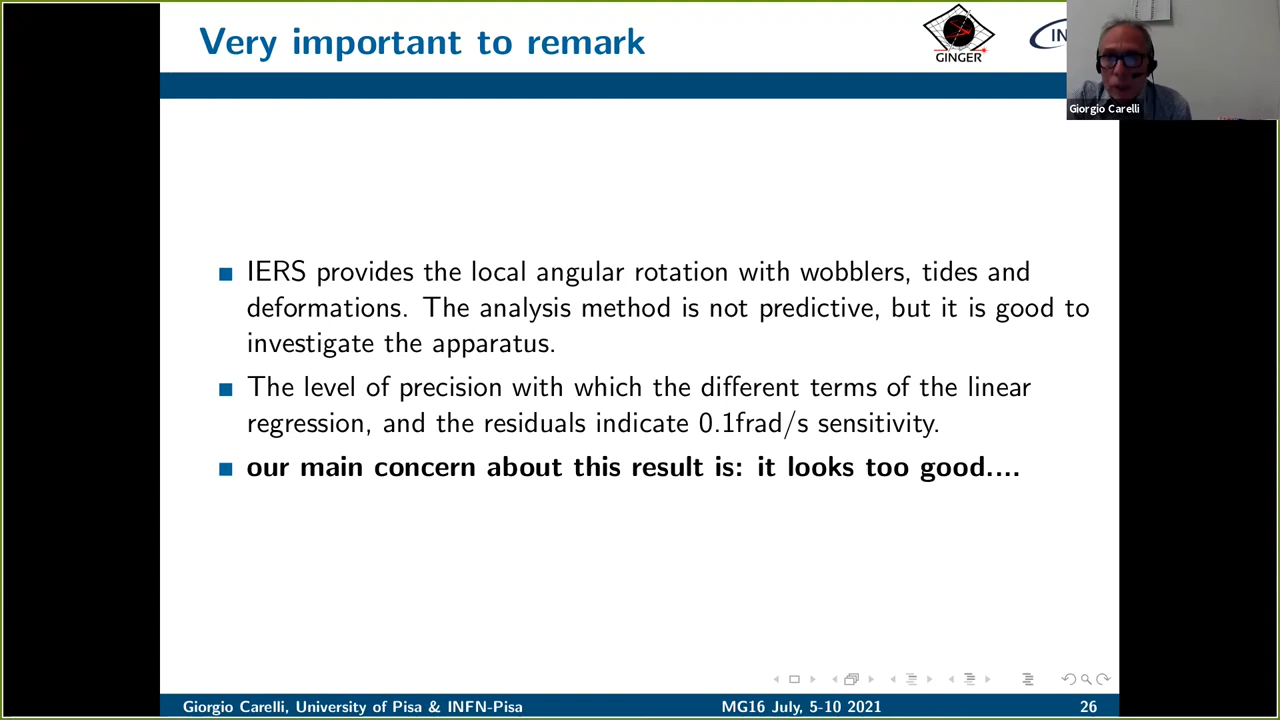 Very important to remark
GINGER
IN
Giorgio Carelli
IERS provides the local angular rotation with wobblers, tides and
deformations. The analysis method is not predictive, but it is good to
investigate the apparatus.
The level of precision with which the different terms of the linear
regression, and the residuals indicate 0.1frad/s sensitivity.
our main concern about this result is: it looks too good....
Giorgio Carelli, University of Pisa & INFN-Pisa
MG16 July, 5-10 2021
26